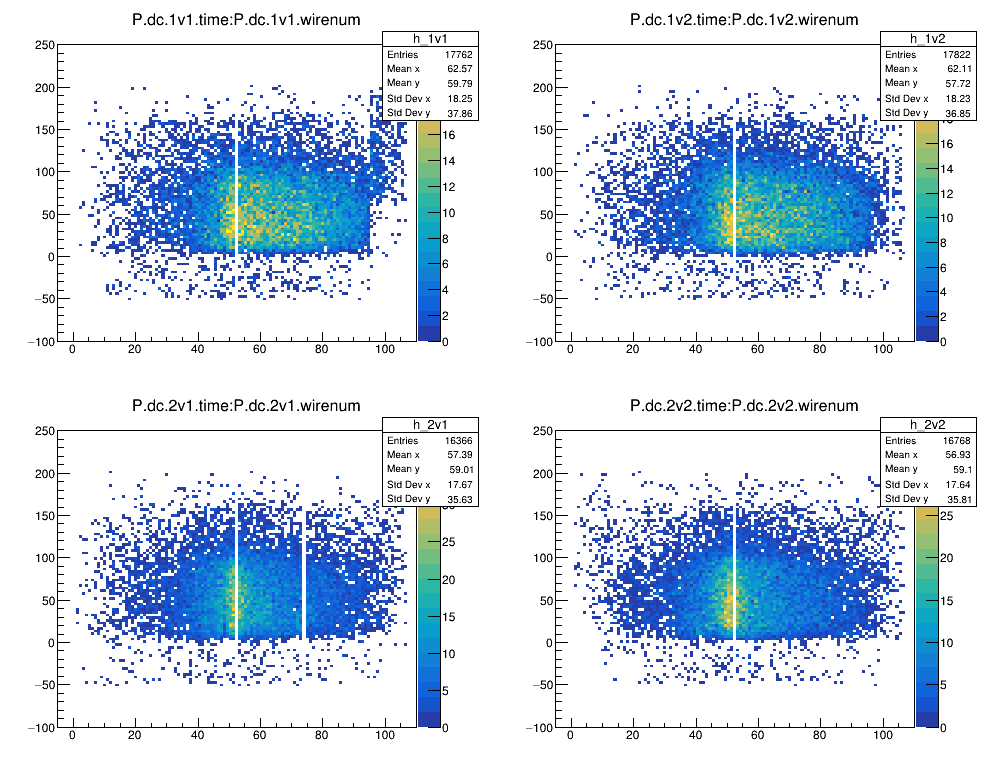 P.dc.1v1.time:P.dc.1v1.wirenum
h_1v1
Entries 17762
Mean x 62.57
Mean y 59.79
Std Dev x 18.25
Std Dev y 37.86
250
200
150
100
50
0
−50
−100
0 20 40 60 80 100
16
14
12
10
8
6
4
2
0
P.dc.1v2.time:P.dc.1v2.wirenum
h_1v2
Entries 17822
Mean x 62.11
Mean y 57.72
Std Dev x 18.23
Std Dev y 36.85
250
200
150
100
50
0
−50
−100
0 20 40 60 80 100
16
14
12
10
8
6
4
2
0
P.dc.2v1.time:P.dc.2v1.wirenum
h_2v1
Entries 16366
Mean x 57.39
Mean y 59.01
Std Dev x 17.67
Std Dev y 35.63
250
200
150
100
50
0
−50
−100
0 20 40 60 80 100
25
20
15
10
5
0
P.dc.2v2.time:P.dc.2v2.wirenum
h_2v2
Entries 16768
Mean x 56.93
Mean y 59.1
Std Dev x 17.64
Std Dev y 35.81
250
200
150
100
50
0
−50
−100
0 20 40 60 80 100
25
20
15
10
5
0